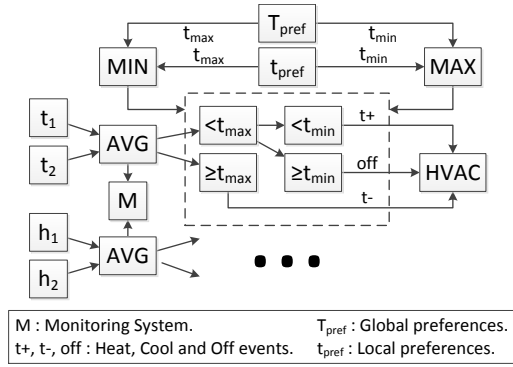 T_pref
t_max t_min
MIN t_max t_pref t_min MAX
t_1 AVG <t_max <t_min t+
t_2 ≥t_max ≥t_min off HVAC
M t-
h_1 AVG
h_2
M : Monitoring System. T_pref : Global preferences.
t+, t-, off : Heat, Cool and Off events. t_pref : Local preferences.